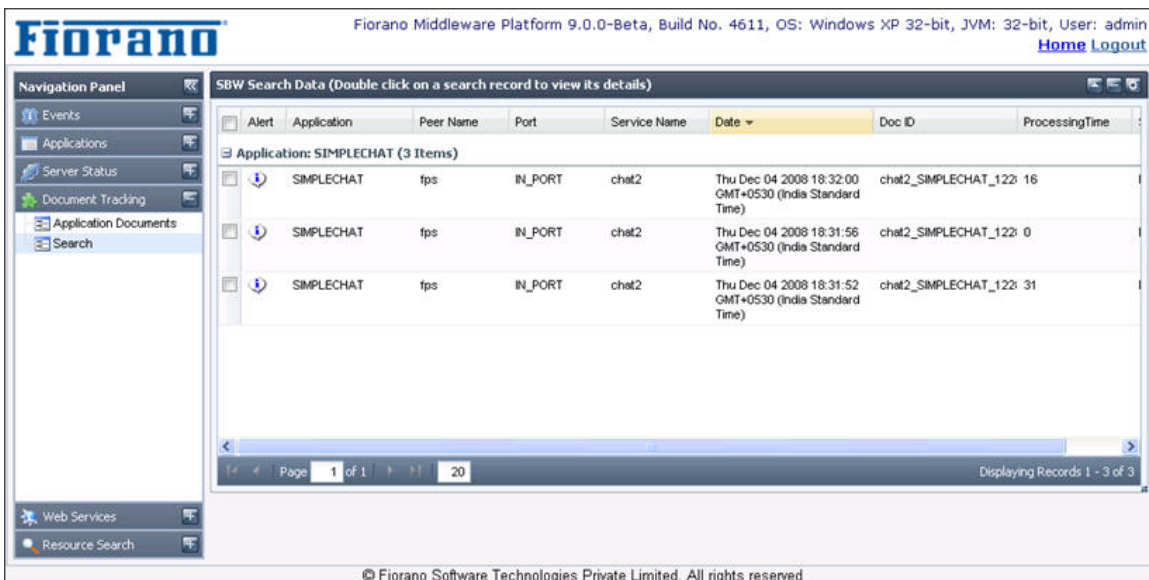 Fiorano
Fiorano Middleware Platform 9.0.0-Beta, Build No. 4611, OS: Windows XP 32-bit, JVM: 32-bit, User: admin
Home Logout
Navigation Panel
Events
Applications
Server Status
Document Tracking
Application Documents
Search
Web Services
Resource Search
SBW Search Data (Double click on a search record to view its details)
Alert Application Peer Name Port Service Name Date Doc ID ProcessingTime
Application: SIMPLECHAT (3 Items)
SIMPLECHAT fps IN_PORT chat2 Thu Dec 04 2008 18:32:00 chat2_SIMPLECHAT_122 16
GMT+0530 (India Standard
Time)
SIMPLECHAT fps IN_PORT chat2 Thu Dec 04 2008 18:31:56 chat2_SIMPLECHAT_122 0
GMT+0530 (India Standard
Time)
SIMPLECHAT fps IN_PORT chat2 Thu Dec 04 2008 18:31:52 chat2_SIMPLECHAT_122 31
GMT+0530 (India Standard
Time)
Page 1 of 1 20 Displaying Records 1 - 3 of 3
© Fiorano Software Technologies Private Limited. All rights reserved